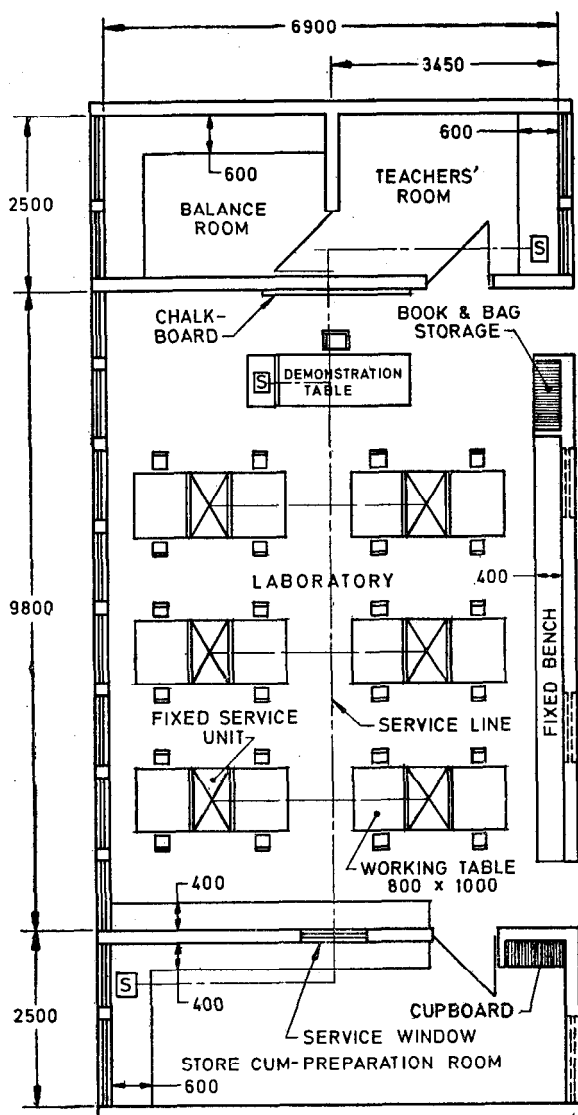 6900
3450
600
600
2500
TEACHERS'
ROOM
BALANCE
ROOM
S
CHALK-
BOARD
BOOK & BAG
STORAGE
S
DEMONSTRATION
TABLE
LABORATORY
400
9800
FIXED BENCH
FIXED SERVICE
UNIT
SERVICE LINE
WORKING TABLE
800 x 1000
400
400
S
2500
CUPBOARD
SERVICE WINDOW
STORE CUM-PREPARATION ROOM
600